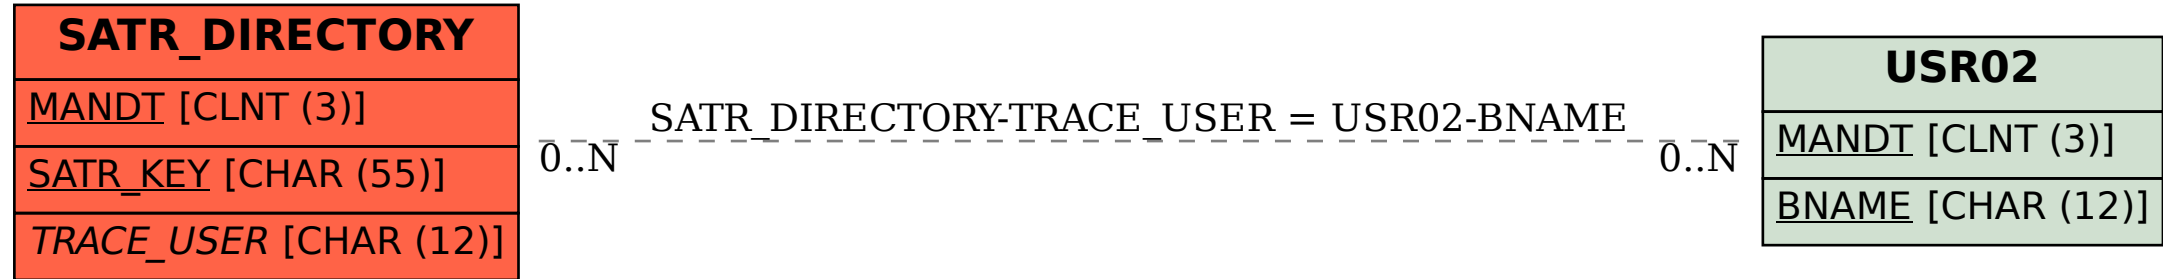 SATR_DIRECTORY
MANDT [CLNT (3)]
SATR_KEY [CHAR (55)]
TRACE_USER [CHAR (12)]
SATR_DIRECTORY-TRACE_USER = USR02-BNAME
0..N
0..N
USR02
MANDT [CLNT (3)]
BNAME [CHAR (12)]